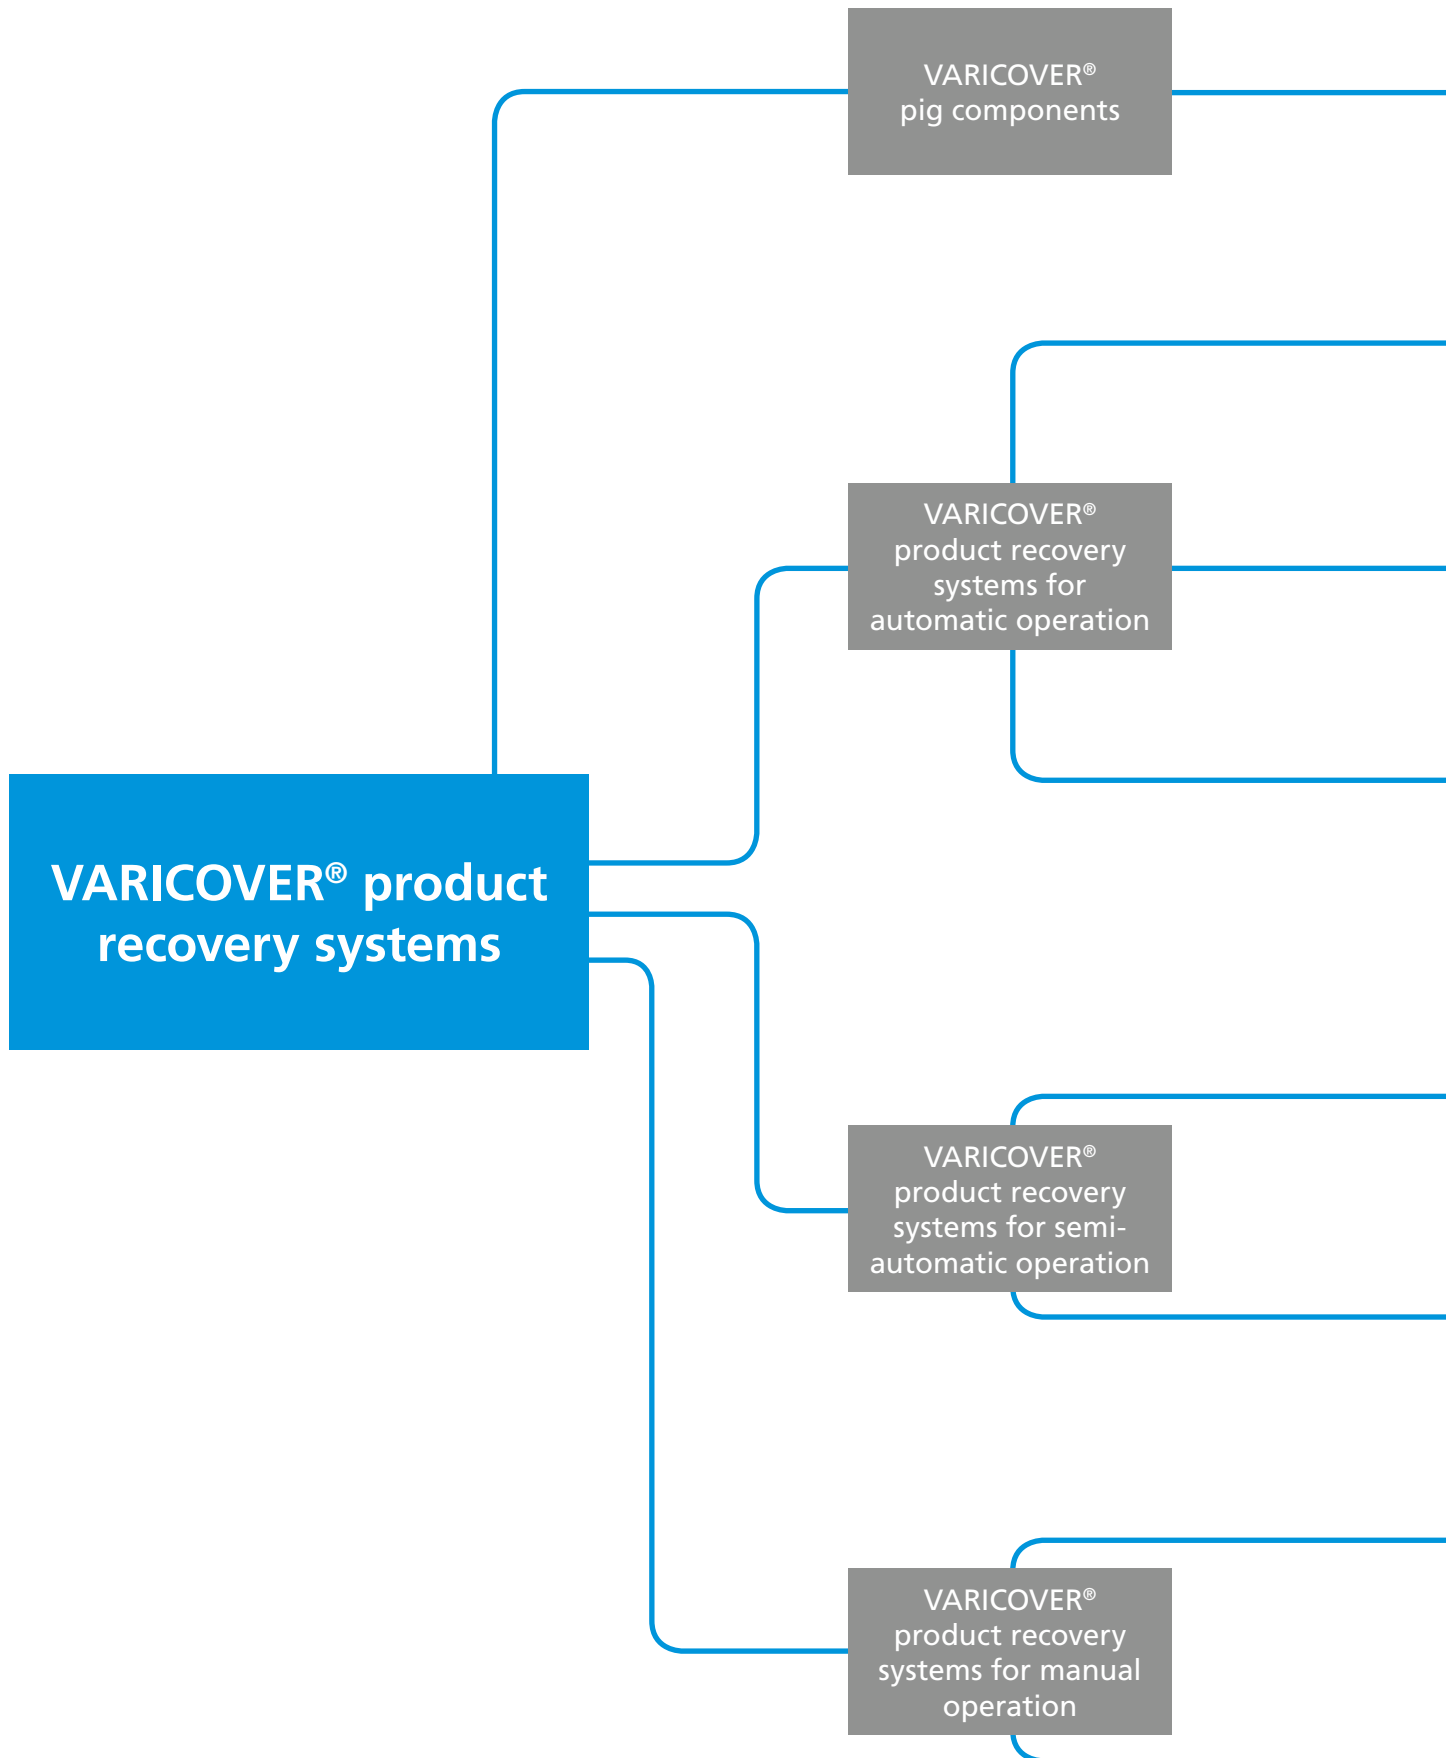 VARICOVER®
pig components
VARICOVER®
product recovery
systems for
automatic operation
VARICOVER® product
recovery systems
VARICOVER®
product recovery
systems for semi-
automatic operation
VARICOVER®
product recovery
systems for manual
operation